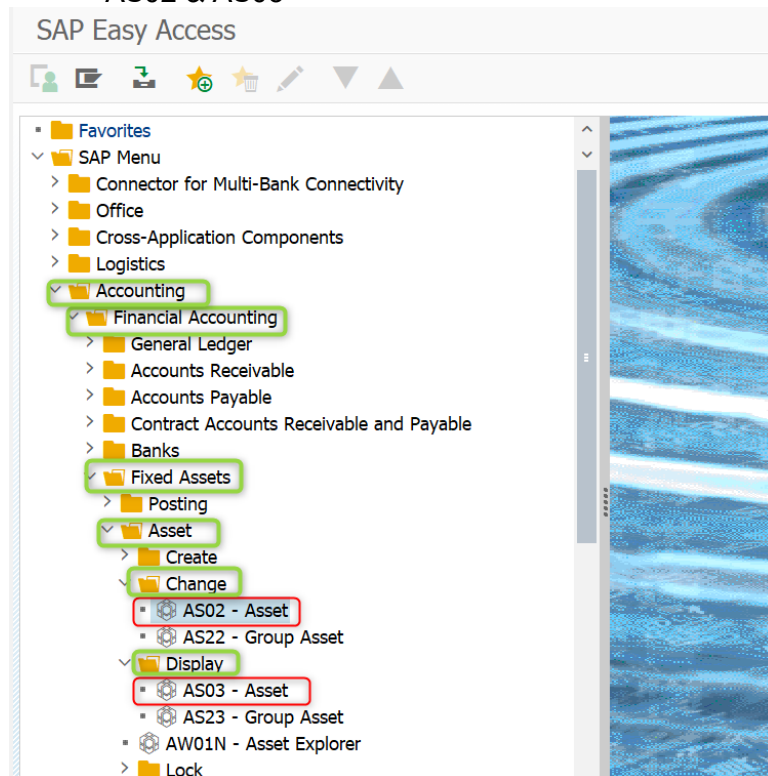 AS02 & AS03
SAP Easy Access
Favorites
SAP Menu
Connector for Multi-Bank Connectivity
Office
Cross-Application Components
Logistics
Accounting
Financial Accounting
General Ledger
Accounts Receivable
Accounts Payable
Contract Accounts Receivable and Payable
Banks
Fixed Assets
Posting
Asset
Create
Change
AS02 - Asset
AS22 - Group Asset
Display
AS03 - Asset
AS23 - Group Asset
AW01N - Asset Explorer
Lock